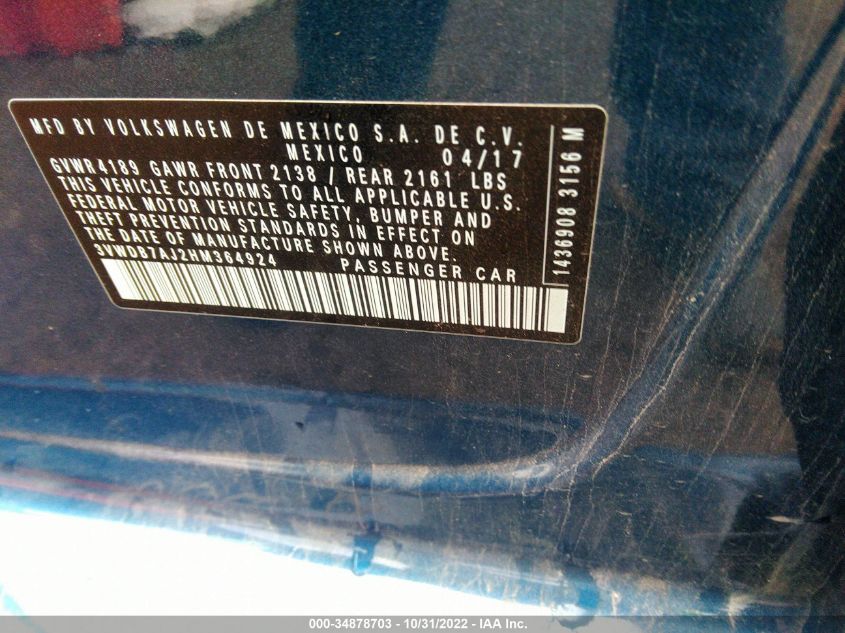 MFD BY VOLKSWAGEN DE MEXICO S.A. DE C.V.
MEXICO 04/17
GVWR4189 GAWR FRONT 2138 / REAR 2161 LBS
THIS VEHICLE CONFORMS TO ALL APPLICABLE U.S.
FEDERAL MOTOR VEHICLE SAFETY, BUMPER AND
THEFT PREVENTION STANDARDS IN EFFECT ON
THE DATE OF MANUFACTURE SHOWN ABOVE.
3VWDB7AJ2HM364924 PASSENGER CAR
1436908 3156 M
000-34878703 - 10/31/2022 - IAA Inc.